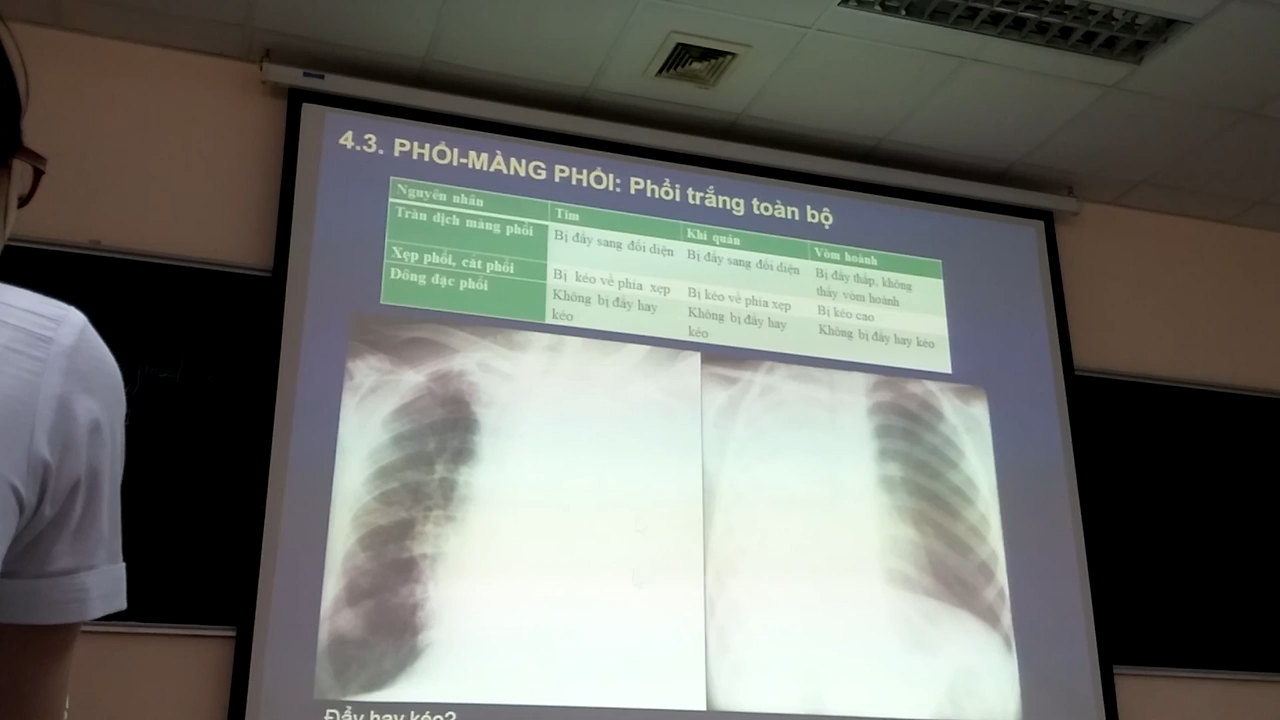 4.3. PHỔI-MÀNG PHỔI: Phổi trắng toàn bộ
Nguyên nhân Tim Khí quản Vòm hoành
Tràn dịch màng phổi Bị đẩy sang đối diện Bị đẩy sang đối diện Bị đẩy thấp, không
thấy vòm hoành
Xẹp phổi, cắt phổi Bị kéo về phía xẹp Bị kéo về phía xẹp Bị kéo cao
Đông đặc phổi Không bị đẩy hay Không bị đẩy hay Không bị đẩy hay kéo
kéo kéo
Đẩy hay kéo?